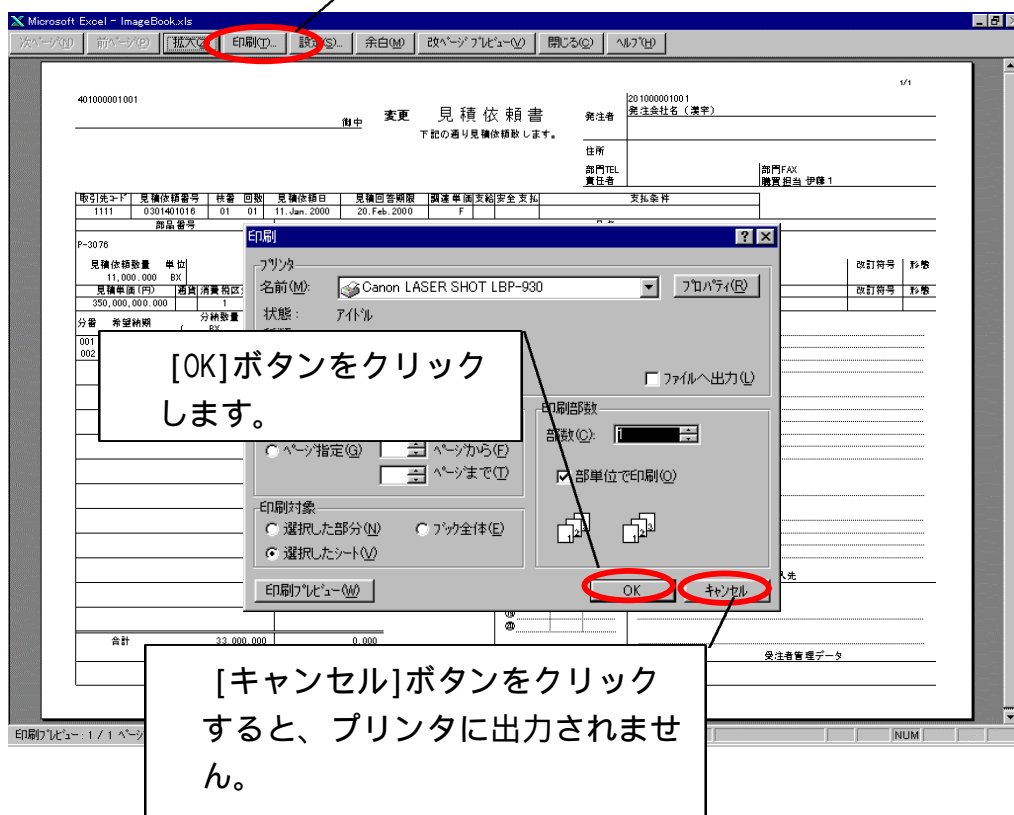 Microsoft Excel - ImageBook.xls
次ページ(N) 前ページ(P) 拡大(Z) 印刷(T)... 設定(S)... 余白(M) 改ページ プレビュー(V) 閉じる(C) ヘルプ(H)
1/1
401000001001
御中 変更 見積依頼書
下記の通り見積依頼致します。
発注者
201000001001
発注会社名(漢字)
住所
部門TEL 部門FAX
責任者 購買担当 伊藤1
取引先コード 見積依頼番号 枝番 回数 見積依頼日 見積回答期限 調達単価 支給 安全 支払 支払条件
1111 0301401016 01 01 11.Jan.2000 20.Feb.2000 F
部品番号
P-3076
見積依頼数量 単位 改訂符号 形態
11,000.000 BX
見積単価(円) 通貨 消費税区 改訂符号 形態
350,000,000.000 1
分番 希望納期 分納数量
BX
001
002
印刷
プリンタ
名前(M): Canon LASER SHOT LBP-930 プロパティ(R)
状態: アイドル
ファイルへ出力(L)
[OK]ボタンをクリック
します。
印刷部数
部数(C): 1
ページ指定(G) ページから(F)
ページまで(T)
部単位で印刷(O)
印刷対象
選択した部分(N) ブック全体(E)
選択したシート(V)
印刷プレビュー(W) OK キャンセル
合計 33,000.000 0.000
受注者管理データ
[キャンセル]ボタンをクリック
すると、プリンタに出力されませ
ん。
印刷プレビュー: 1 / 1 ページ
NUM